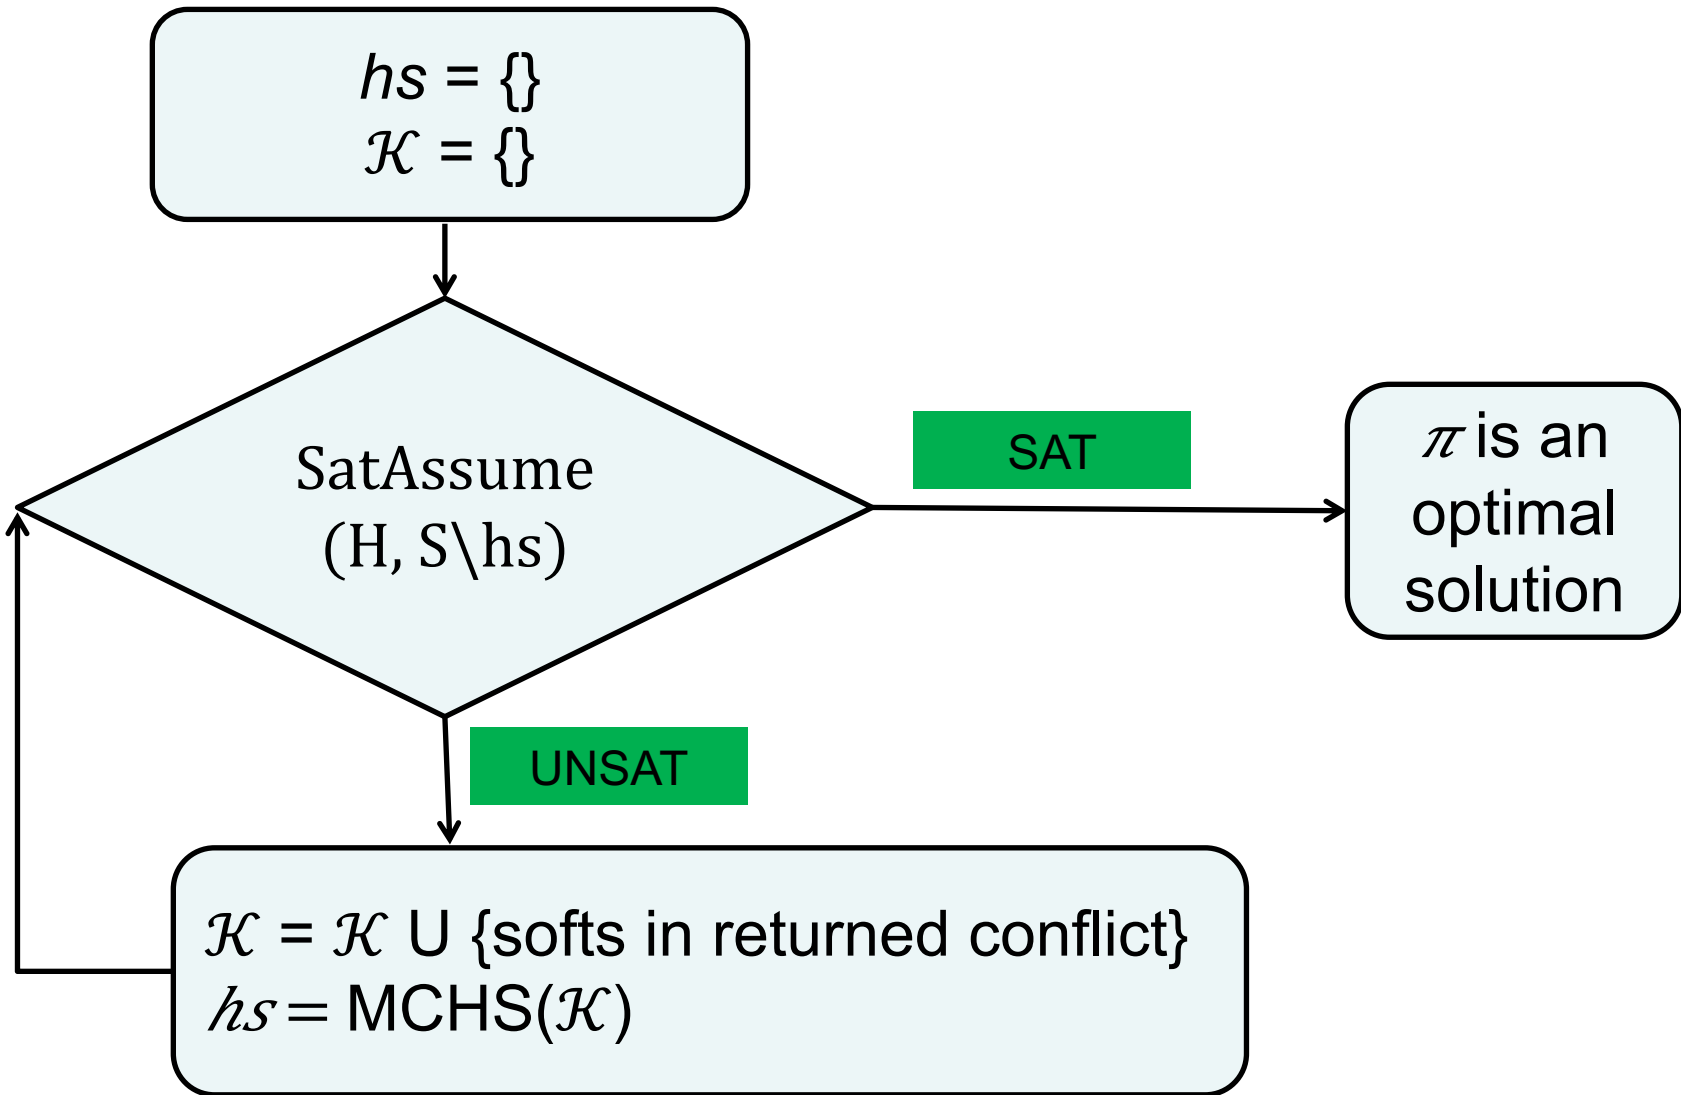 hs = {}
𝒦 = {}
SatAssume
(H, S\hs)
SAT
π is an
optimal
solution
UNSAT
𝒦 = 𝒦 U {softs in returned conflict}
hs = MCHS(𝒦)